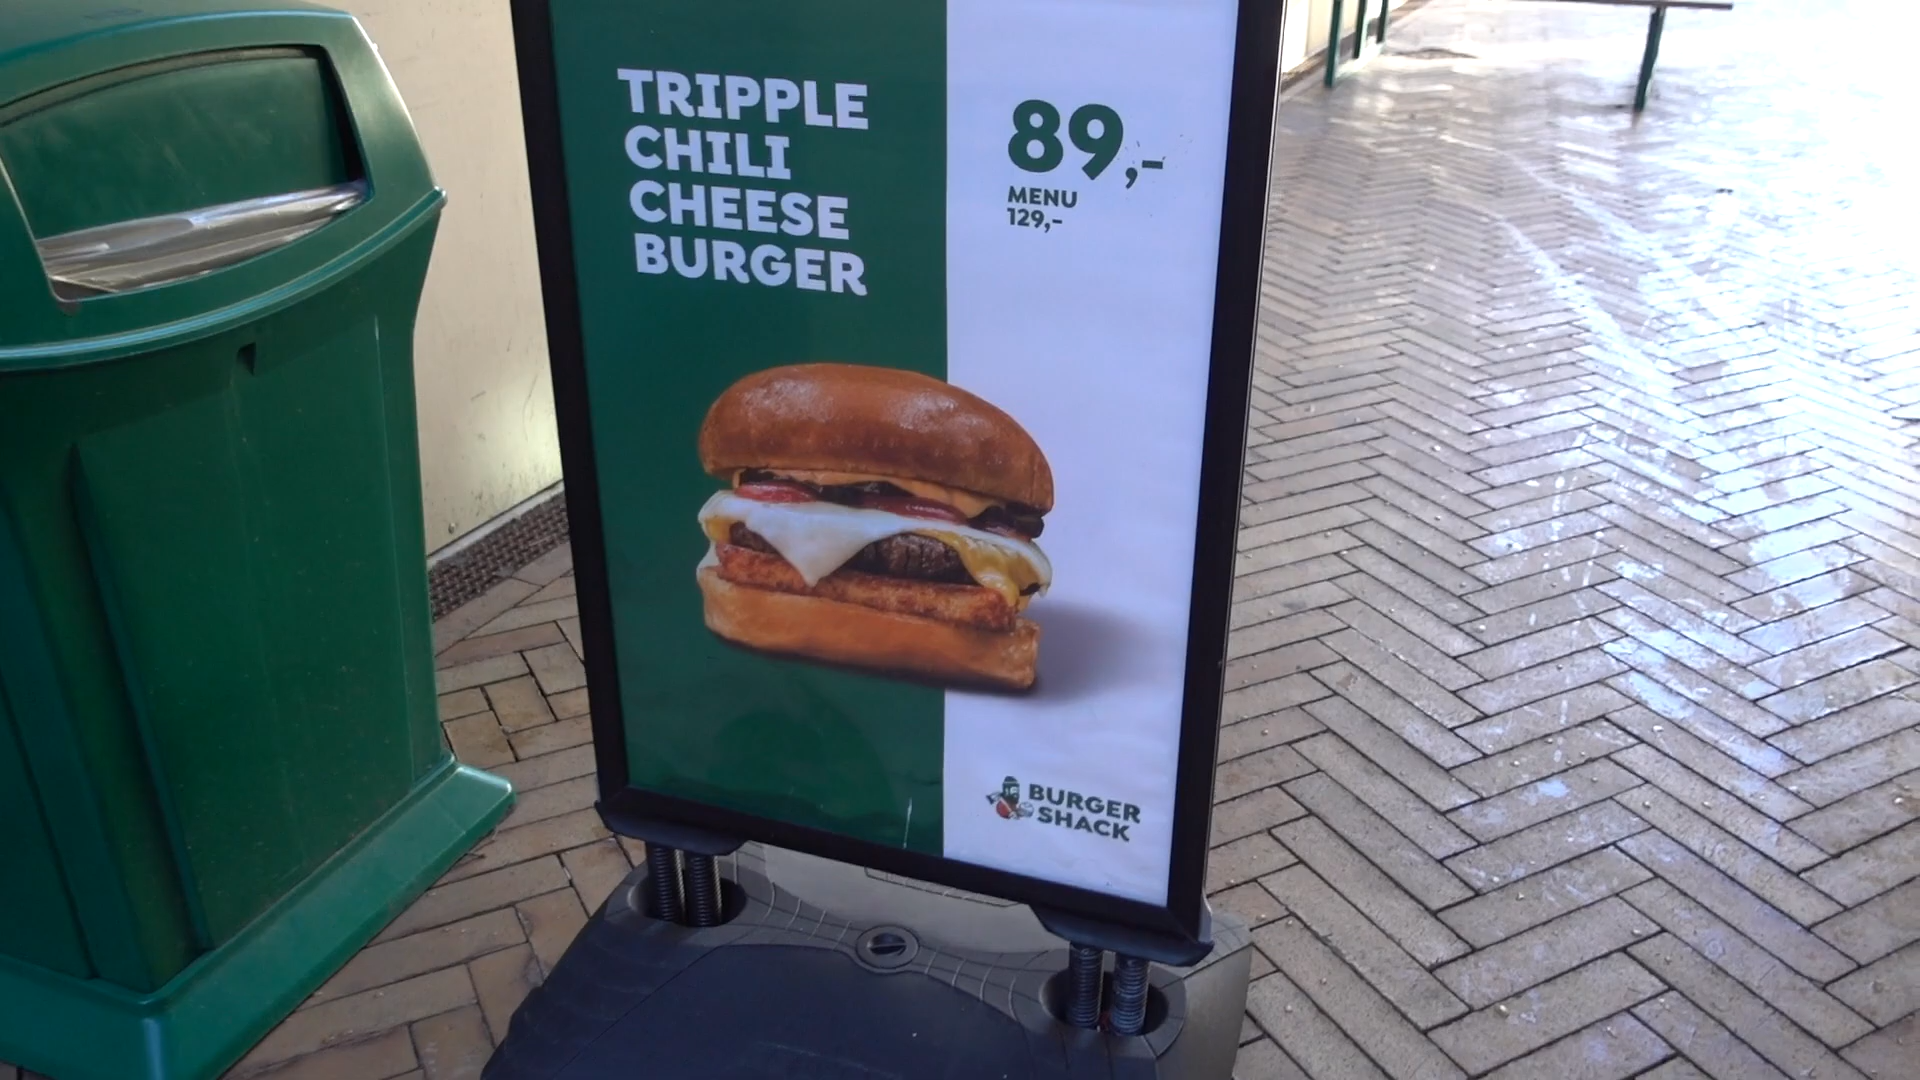 TRIPPLE
CHILI
CHEESE
BURGER
89,-
MENU
129,-
BURGER
SHACK